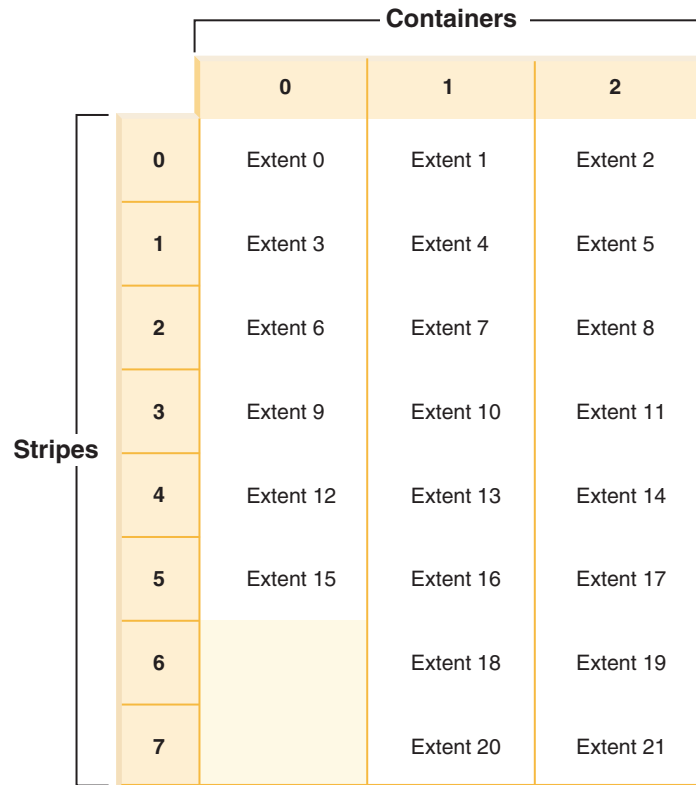 Containers
0 1 2
0 Extent 0 Extent 1 Extent 2
1 Extent 3 Extent 4 Extent 5
2 Extent 6 Extent 7 Extent 8
3 Extent 9 Extent 10 Extent 11
Stripes
4 Extent 12 Extent 13 Extent 14
5 Extent 15 Extent 16 Extent 17
6 Extent 18 Extent 19
7 Extent 20 Extent 21